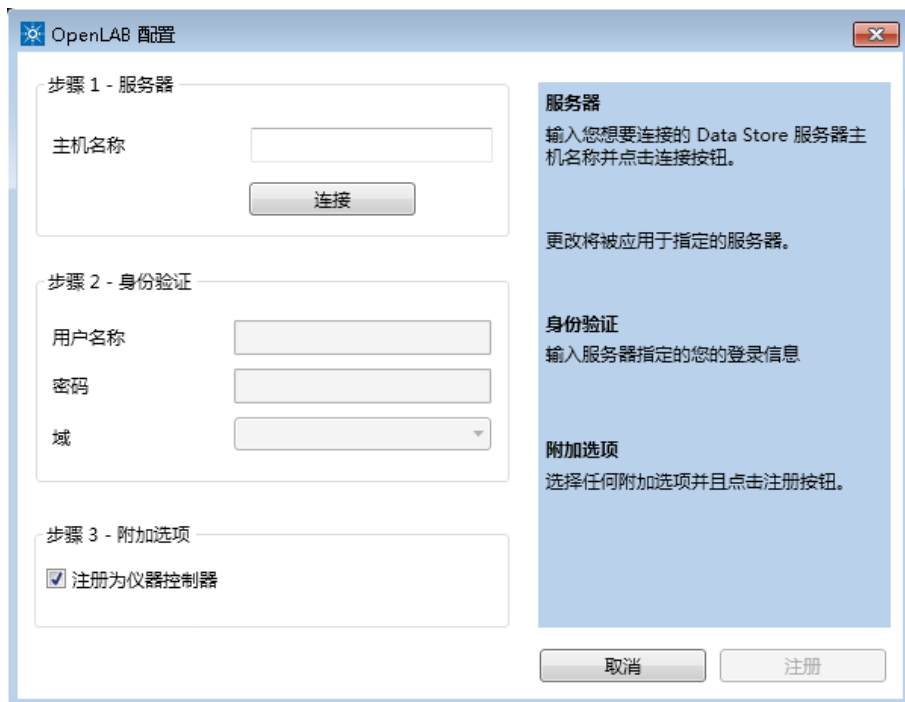 OpenLAB 配置
步骤 1 - 服务器
主机名称
连接
步骤 2 - 身份验证
用户名称
密码
域
步骤 3 - 附加选项
注册为仪器控制器
服务器
输入您想要连接的 Data Store 服务器主
机名称并点击连接按钮。
更改将被应用于指定的服务器。
身份验证
输入服务器指定的您的登录信息
附加选项
选择任何附加选项并且点击注册按钮。
取消
注册